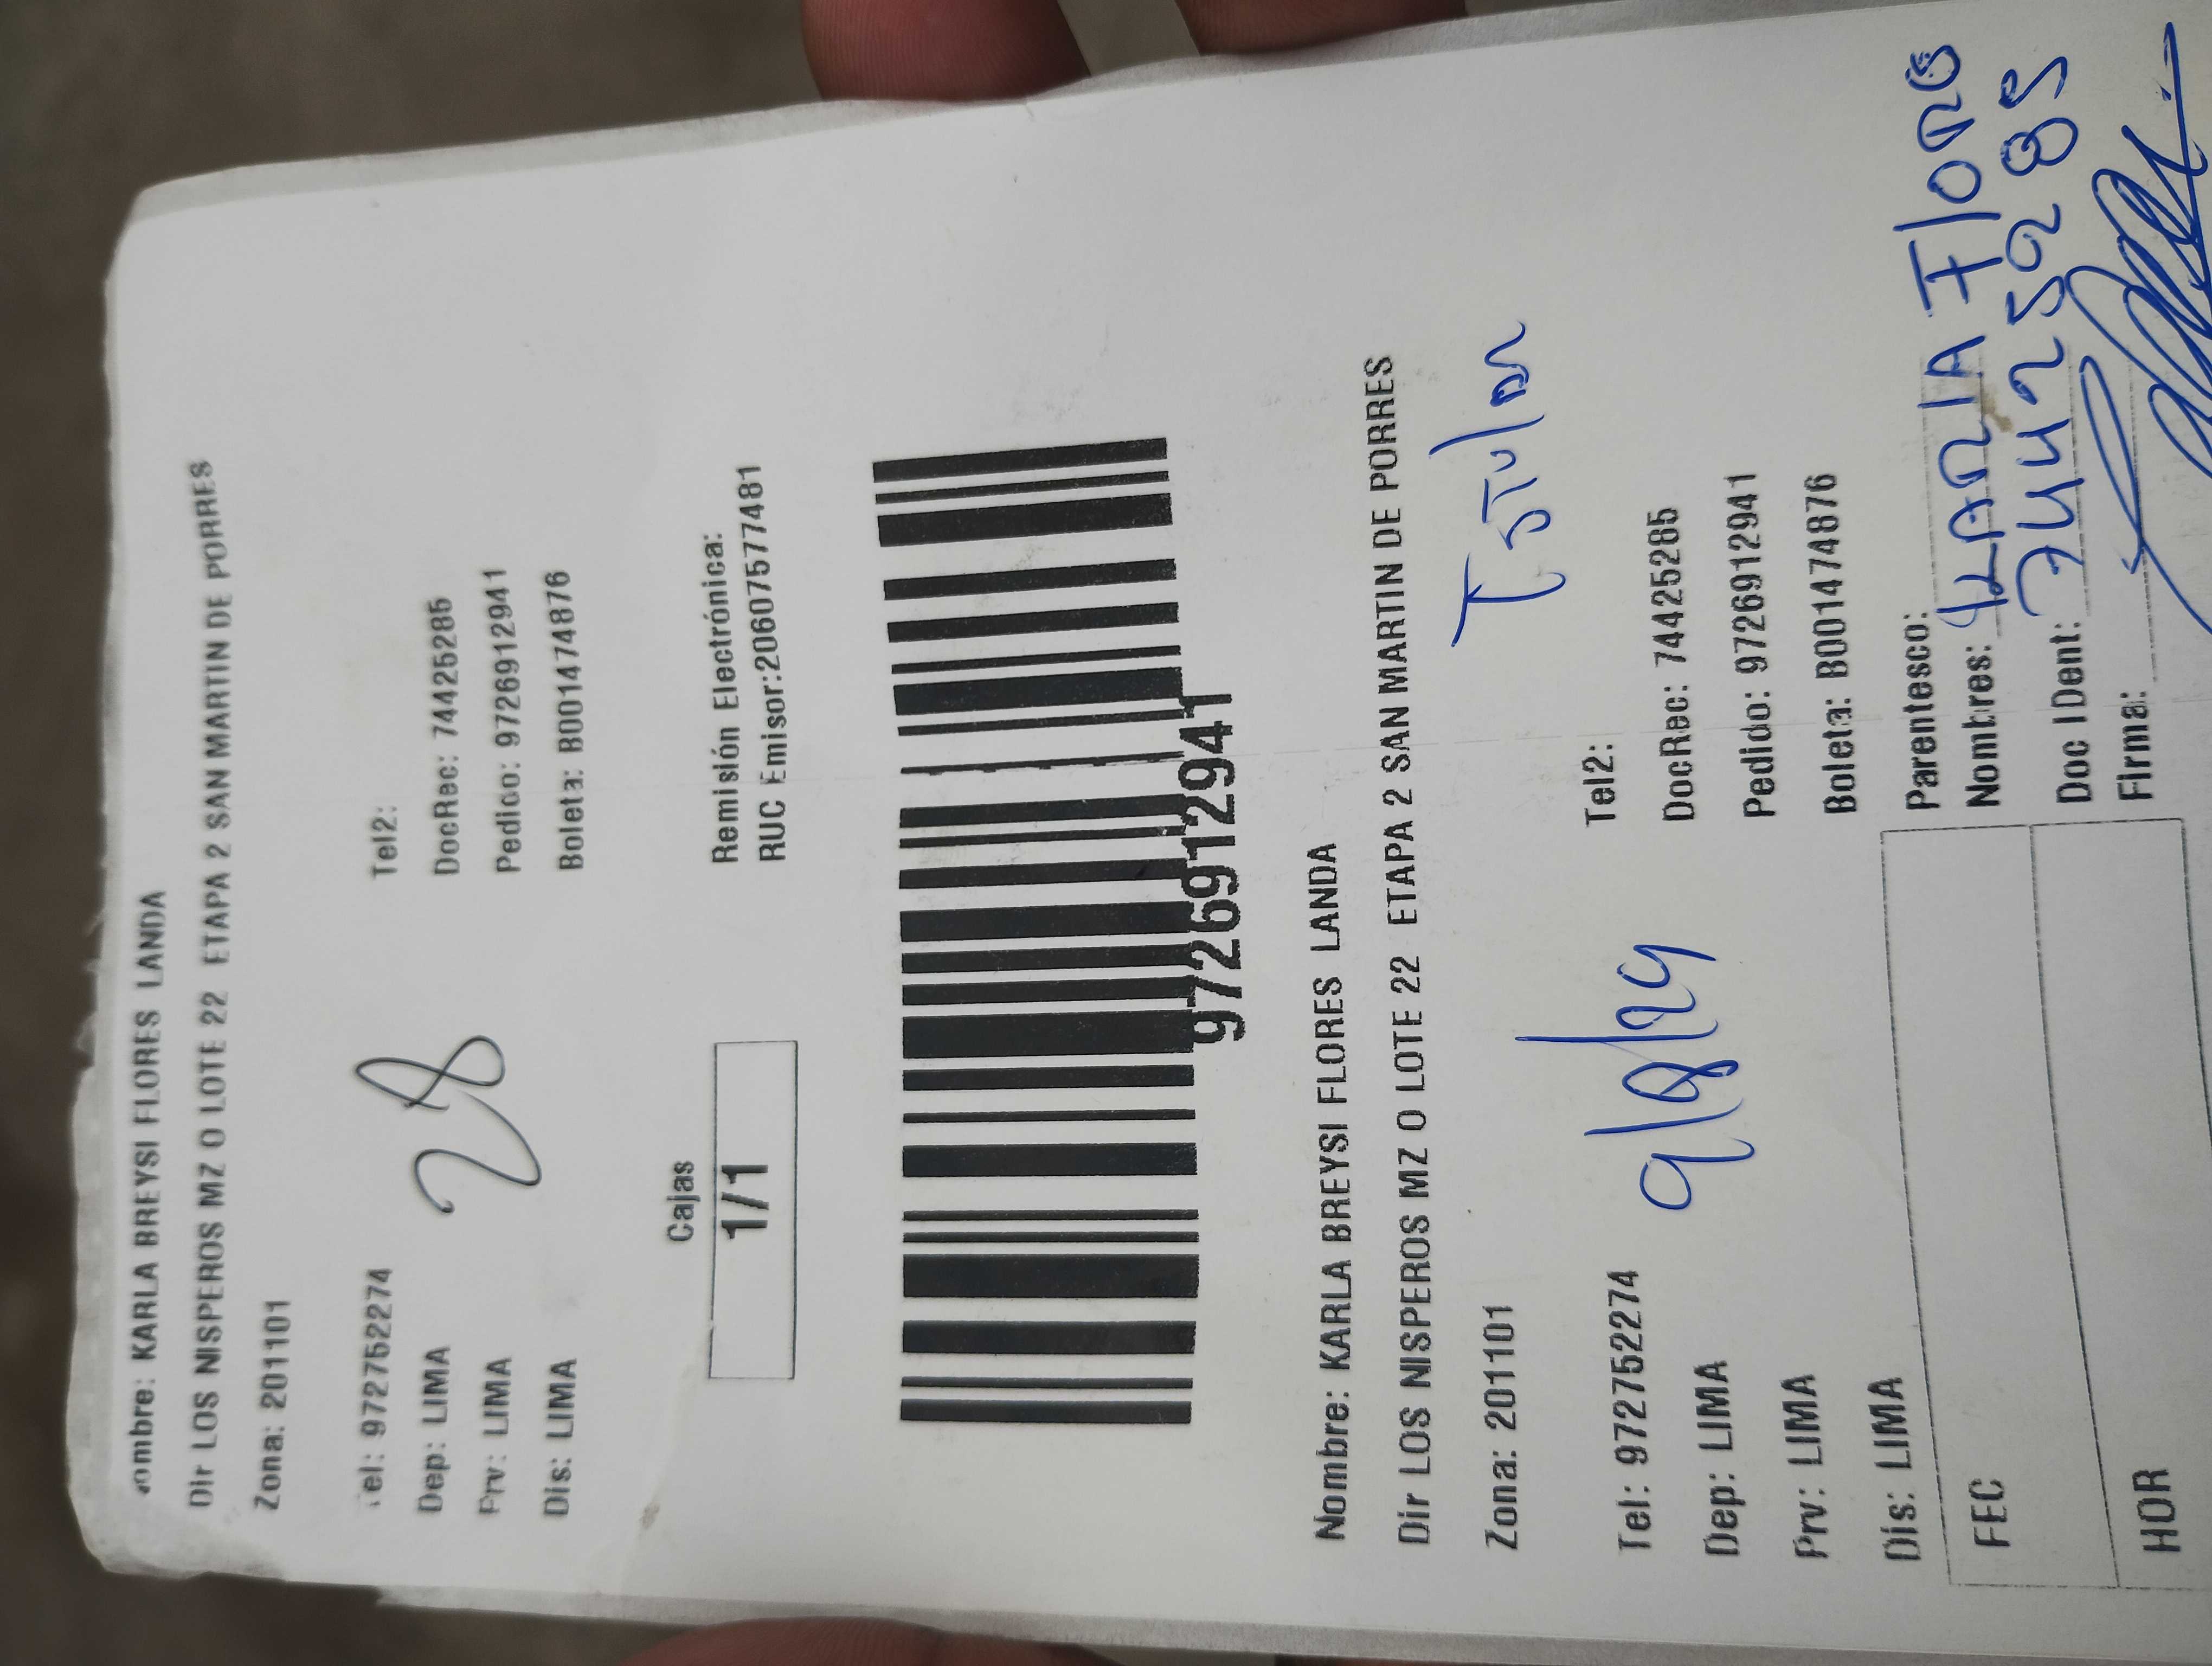 ombre: KARLA BREYSI FLORES LANDA
Dir LOS NISPEROS MZ O LOTE 22 ETAPA 2 SAN MARTIN DE PORRES
Zona: 201101
Tel: 972752274 Tel2:
Dep: LIMA DocRec: 74425285
Prv: LIMA 28 Pedido: 9726912941
Dis: LIMA Boleta: B001474876
Cajas Remisión Electrónica:
1/1 RUC Emisor:20607577481
9726912941
Nombre: KARLA BREYSI FLORES LANDA
Dir LOS NISPEROS MZ O LOTE 22 ETAPA 2 SAN MARTIN DE PORRES
Titular
Zona: 201101
Tel: 972752274 Tel2:
Dep: LIMA DocRec: 74425285
Prv: LIMA Pedido: 9726912941
Dis: LIMA Boleta: B001474876
Parentesco:
FEC Nombres: KARLA Flores
Doc IDent: 74425285
HOR Firma: